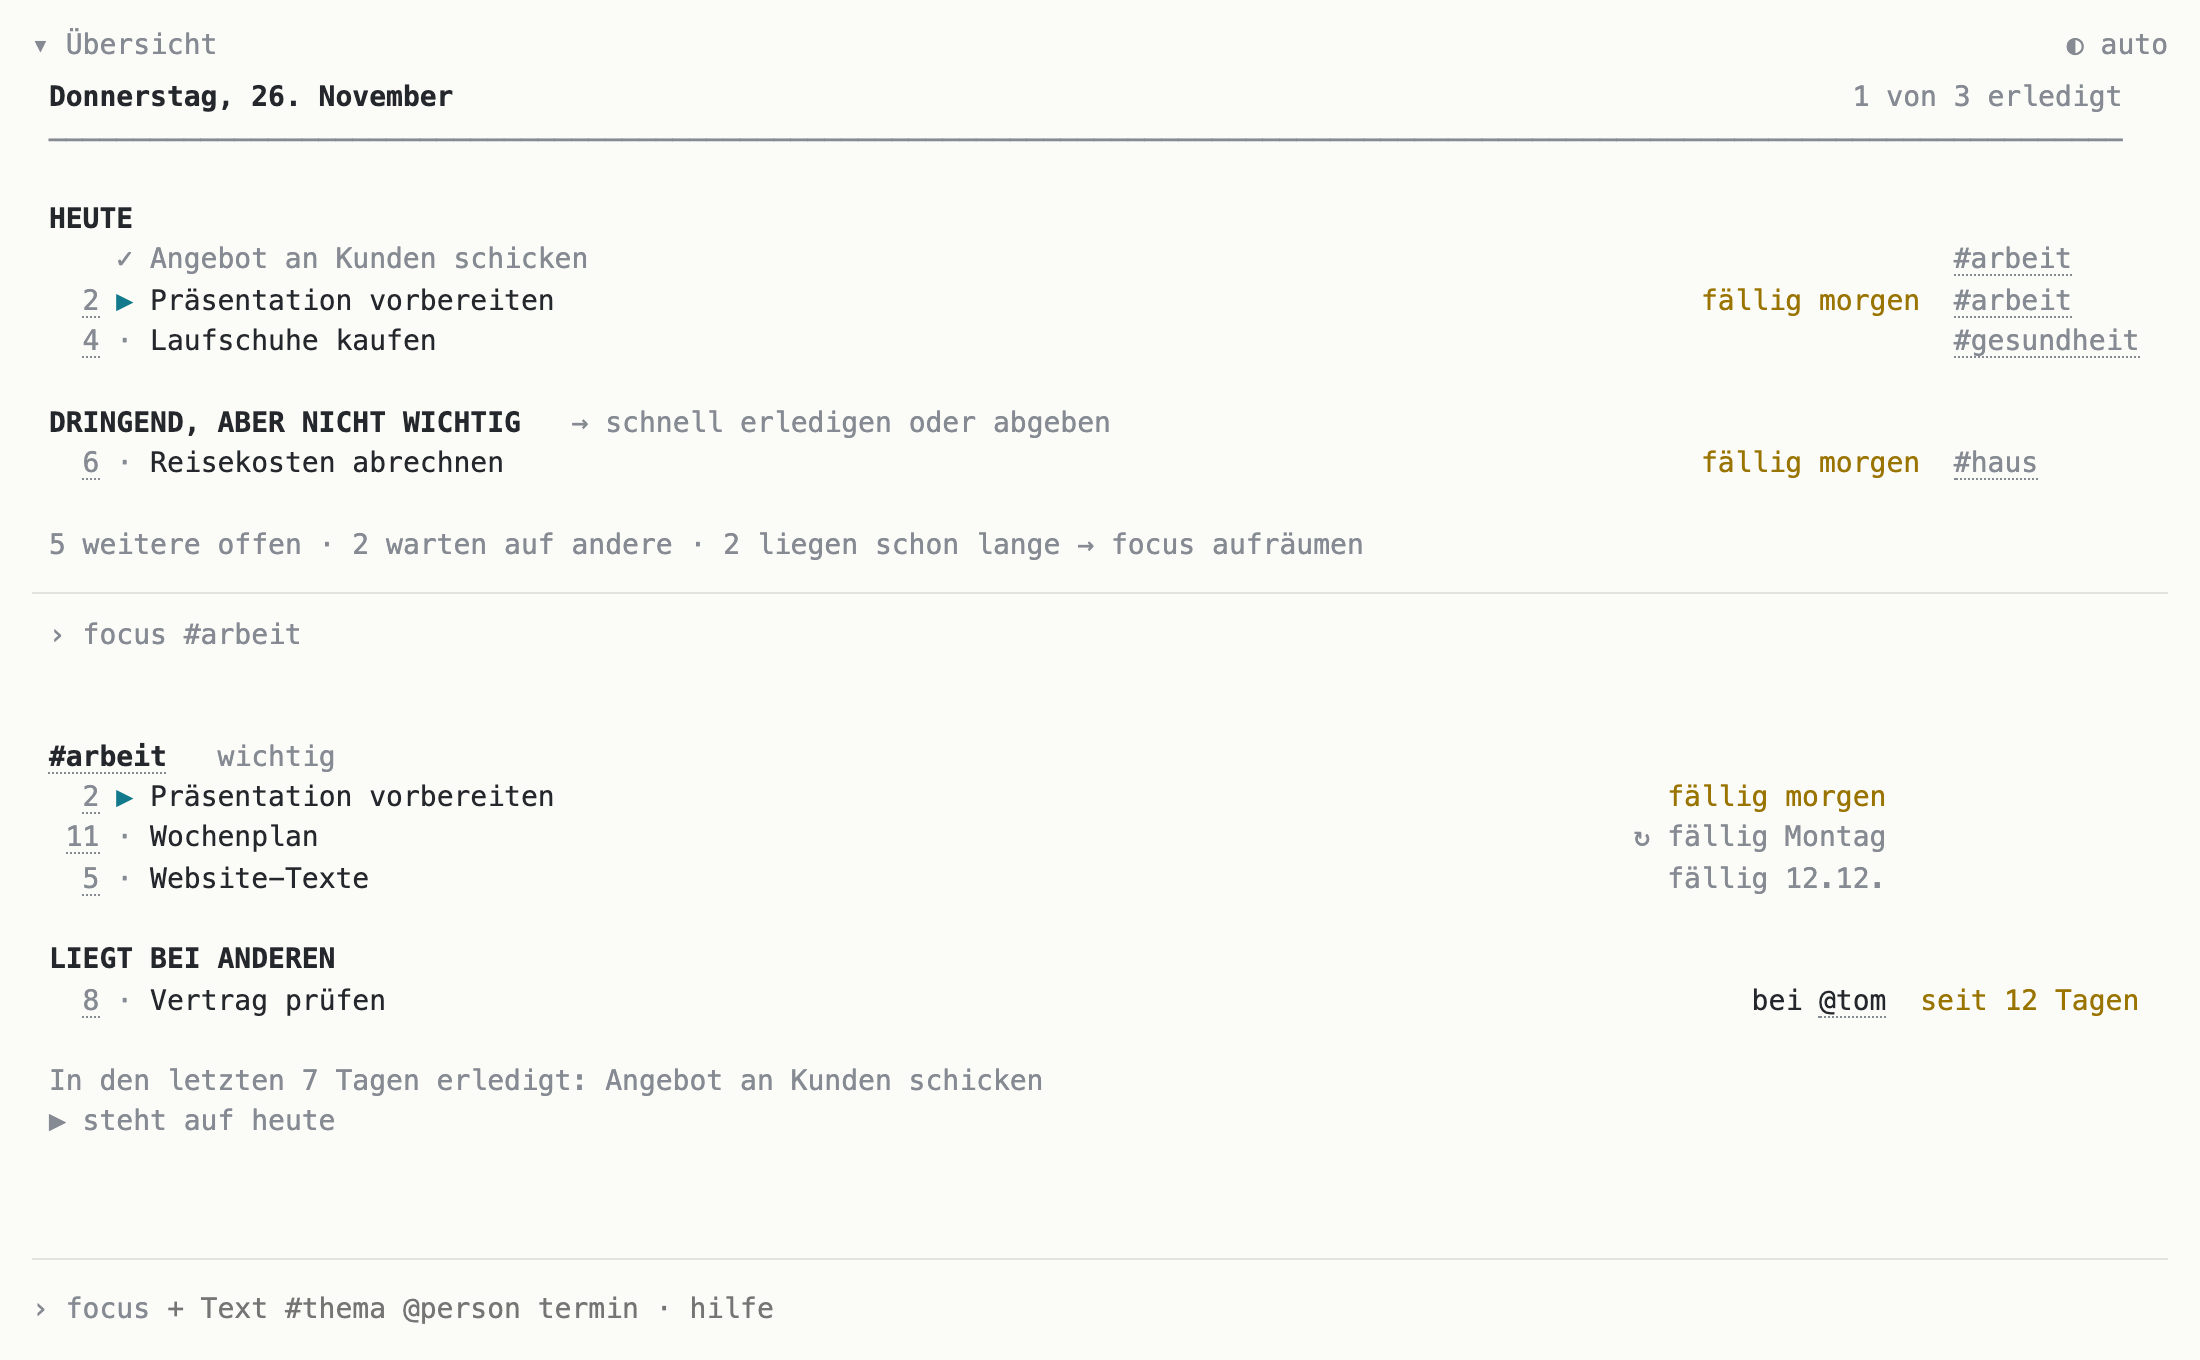 ▾ Übersicht ◐ auto
Donnerstag, 26. November 1 von 3 erledigt
HEUTE
✓ Angebot an Kunden schicken #arbeit
2 ▶ Präsentation vorbereiten fällig morgen #arbeit
4 · Laufschuhe kaufen #gesundheit
DRINGEND, ABER NICHT WICHTIG → schnell erledigen oder abgeben
6 · Reisekosten abrechnen fällig morgen #haus
5 weitere offen · 2 warten auf andere · 2 liegen schon lange → focus aufräumen
› focus #arbeit
#arbeit wichtig
2 ▶ Präsentation vorbereiten fällig morgen
11 · Wochenplan ↻ fällig Montag
5 · Website-Texte fällig 12.12.
LIEGT BEI ANDEREN
8 · Vertrag prüfen bei @tom seit 12 Tagen
In den letzten 7 Tagen erledigt: Angebot an Kunden schicken
▶ steht auf heute
› focus + Text #thema @person termin · hilfe